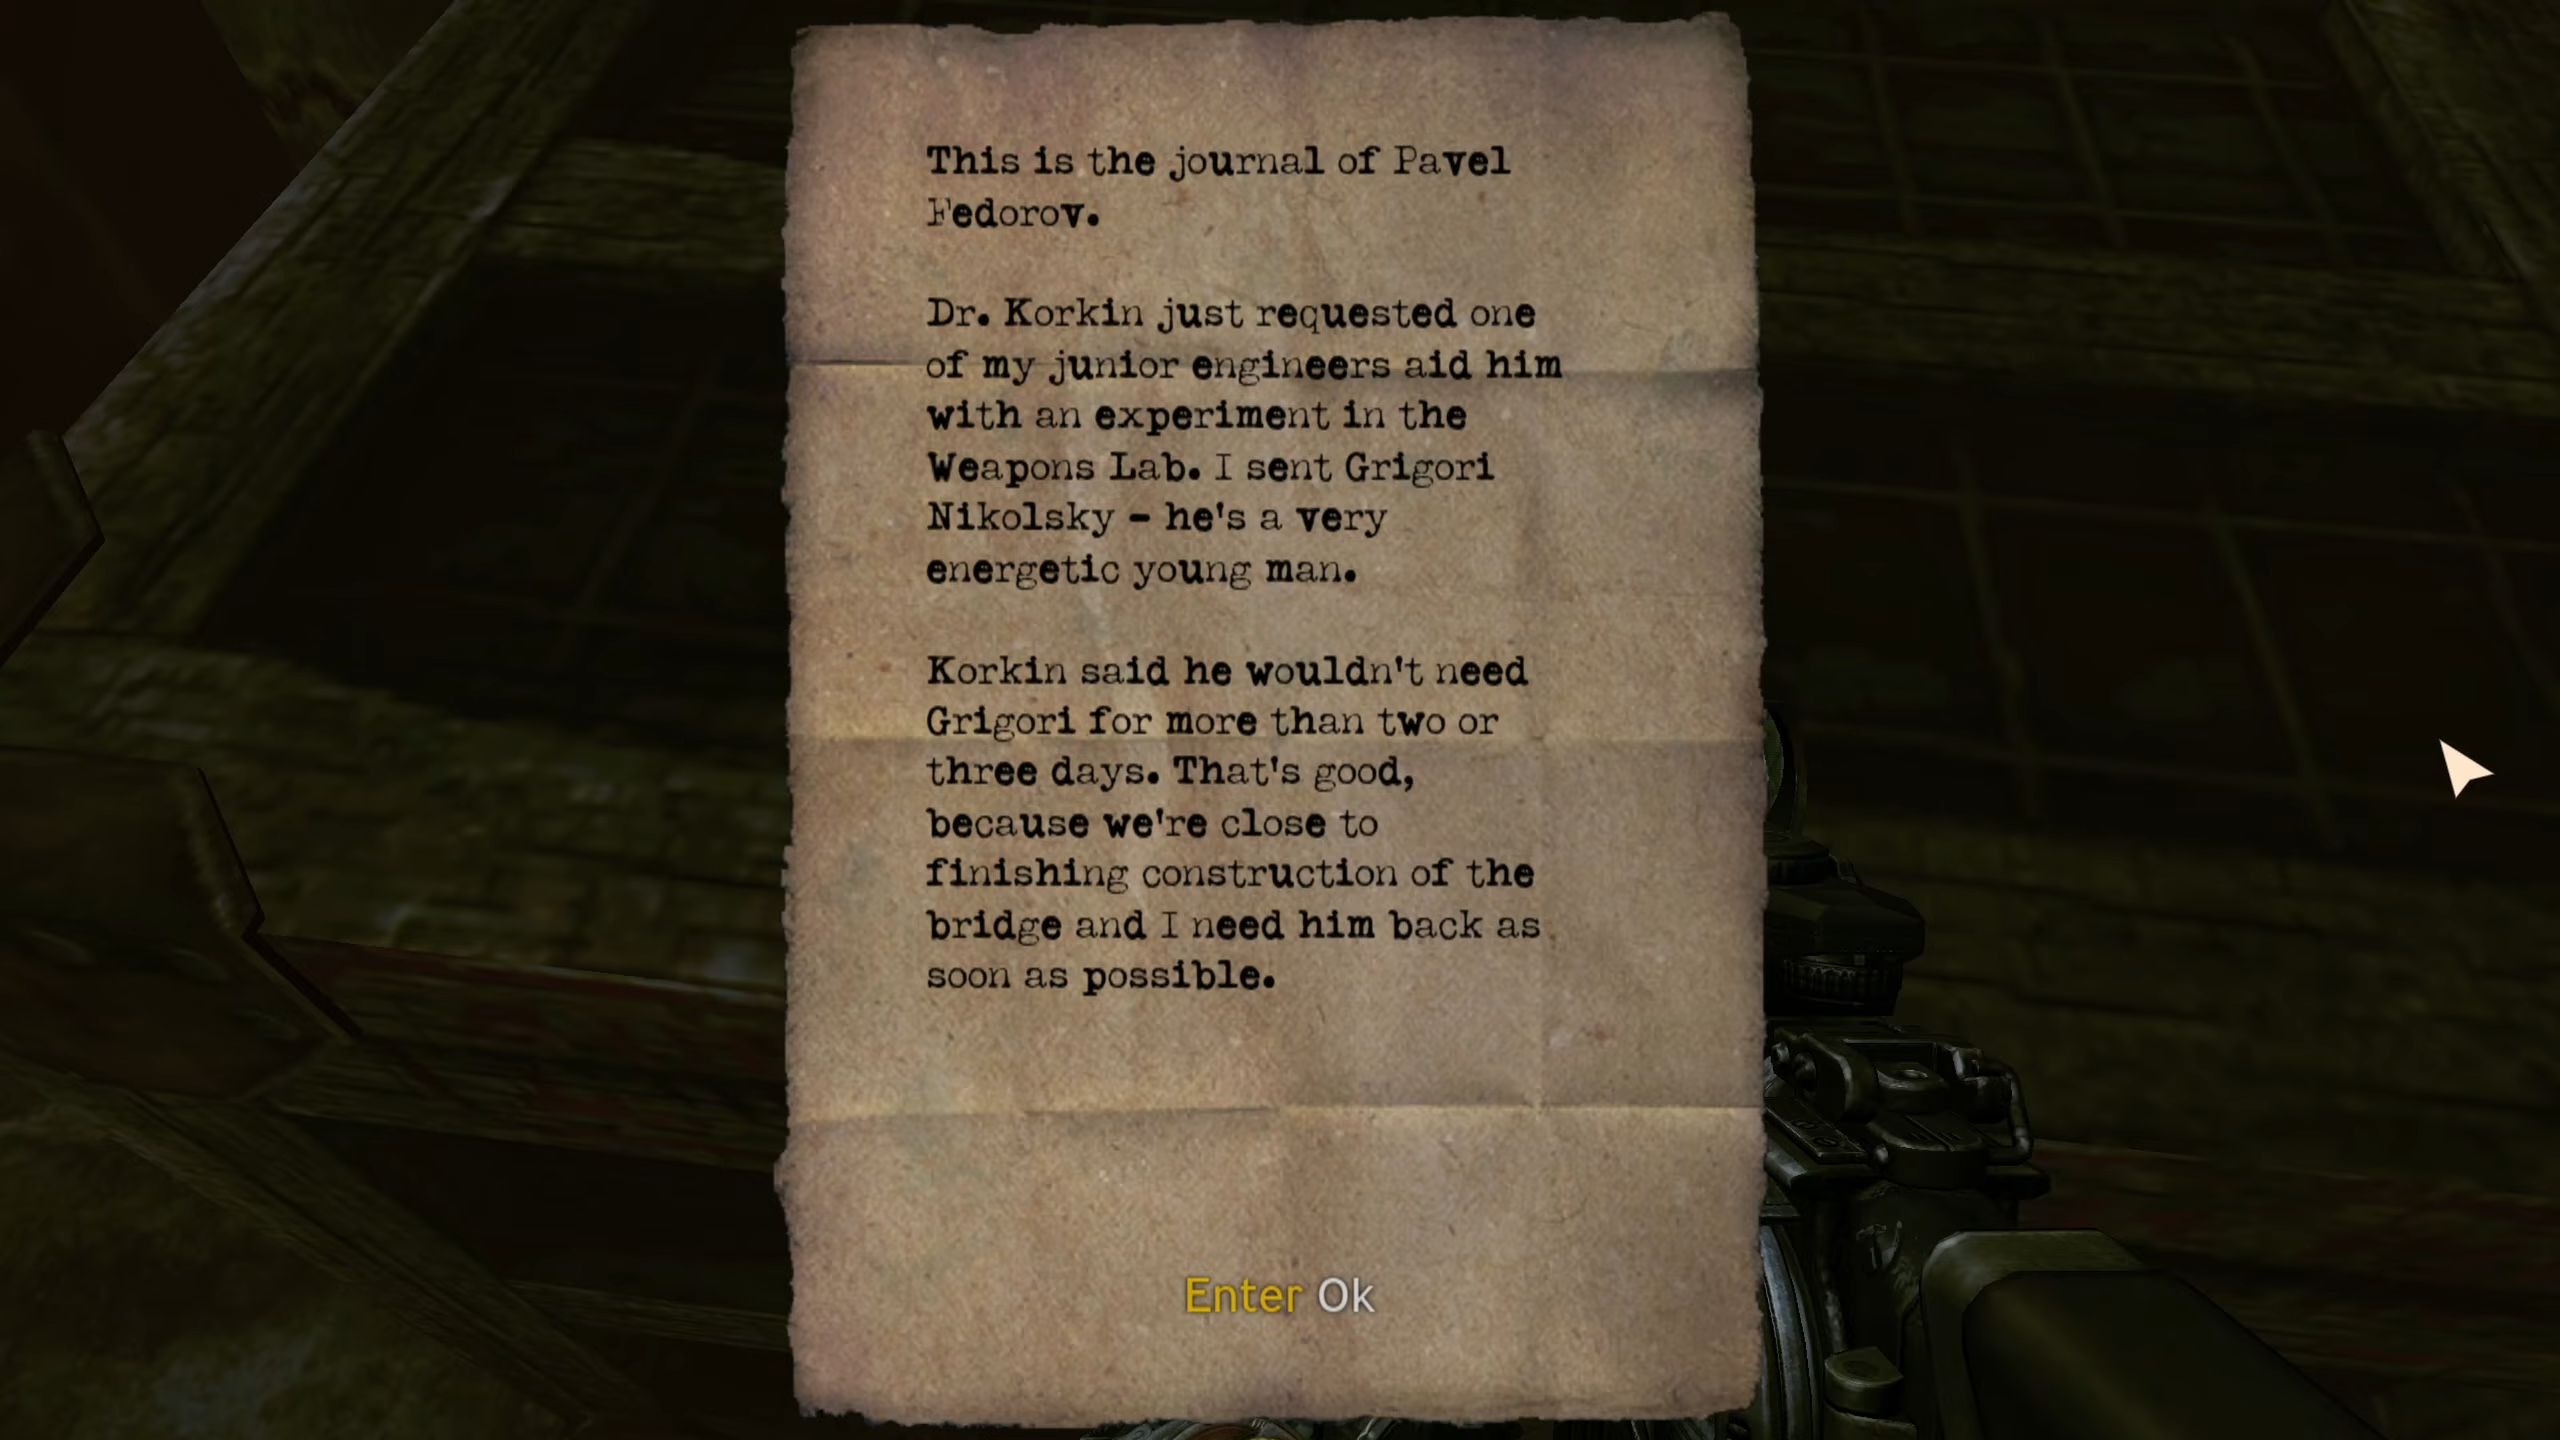 This is the journal of Pavel
Fedorov.
Dr. Korkin just requested one
of my junior engineers aid him
with an experiment in the
Weapons Lab. I sent Grigori
Nikolsky - he's a very
energetic young man.
Korkin said he wouldn't need
Grigori for more than two or
three days. That's good,
because we're close to
finishing construction of the
bridge and I need him back as
soon as possible.
Enter Ok